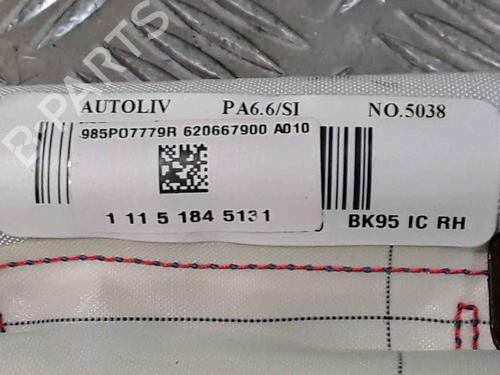 AUTOLIV PA6.6/SI NO.5038
985P07779R 620667900 A010
1 11 5 184 5131
BK95 IC RH
B-PARTS